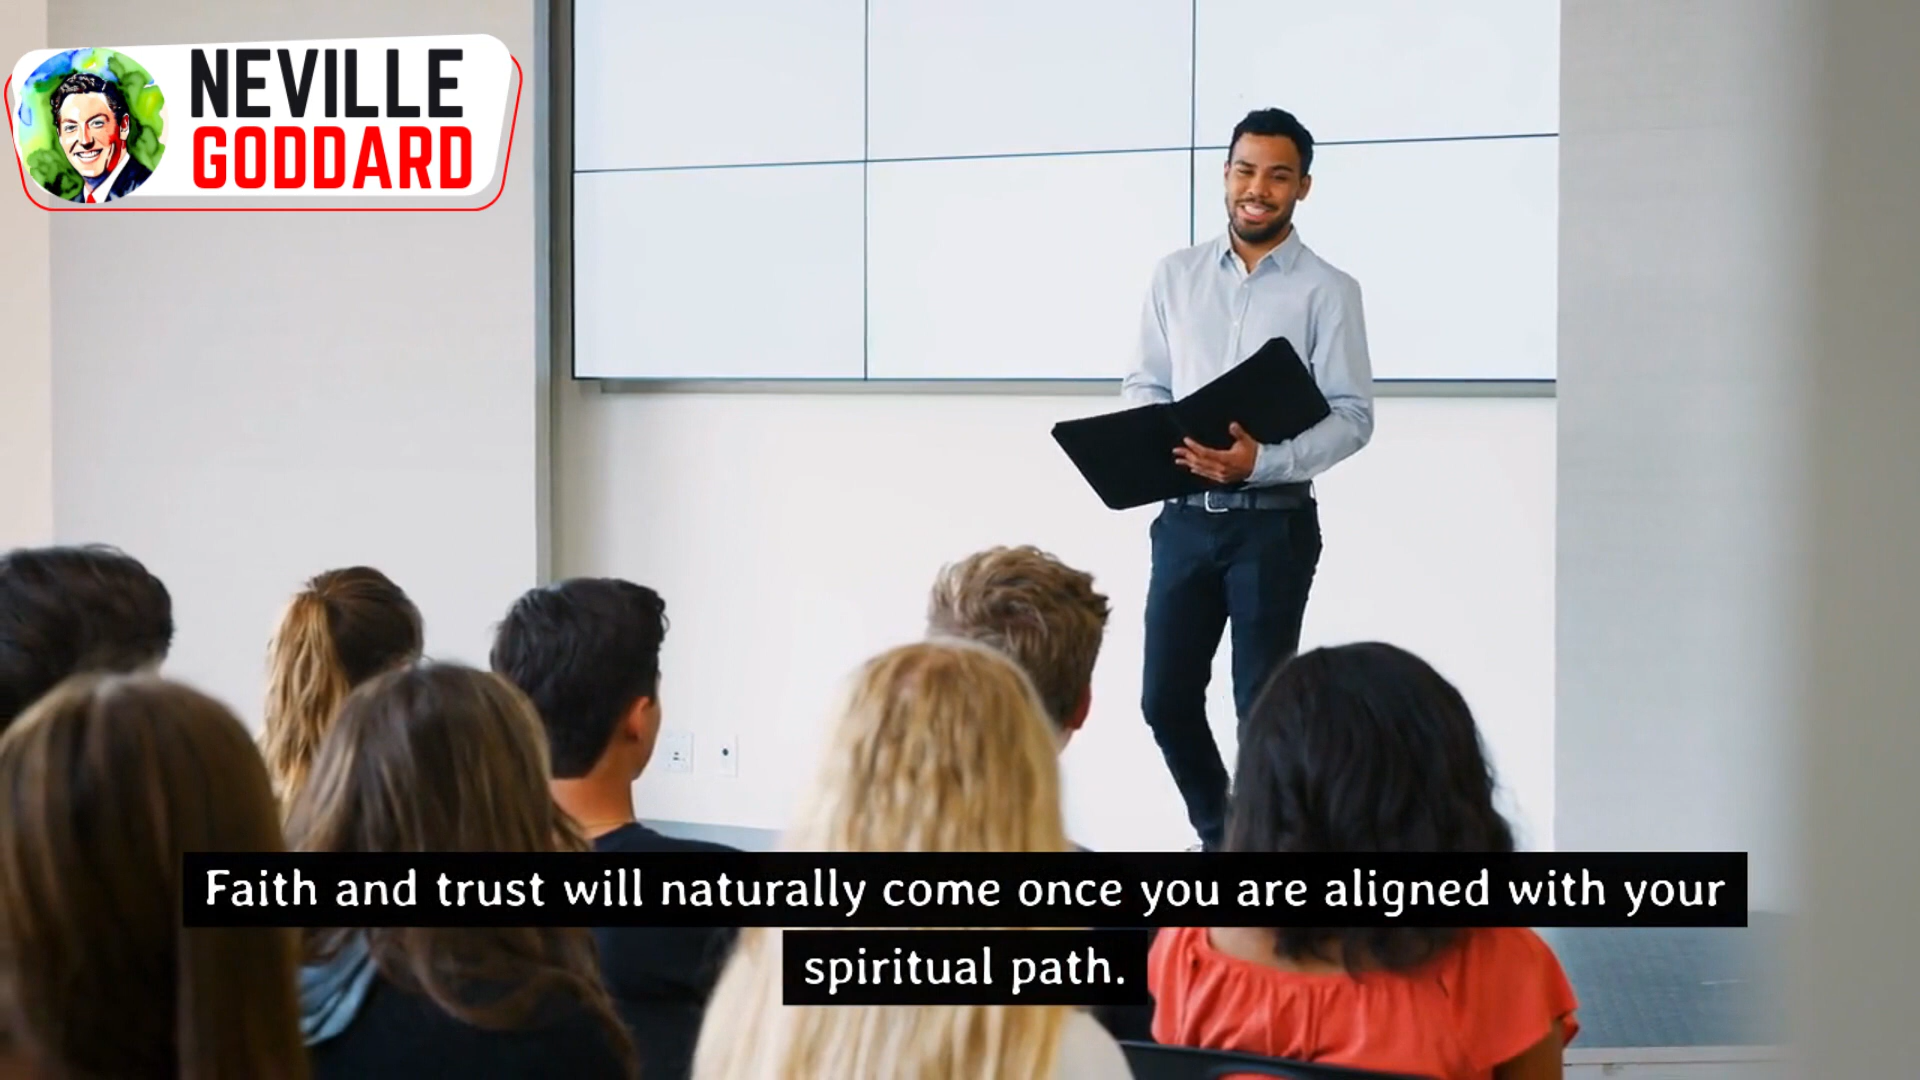 NEVILLE
GODDARD
Faith and trust will naturally come once you are aligned with your
spiritual path.